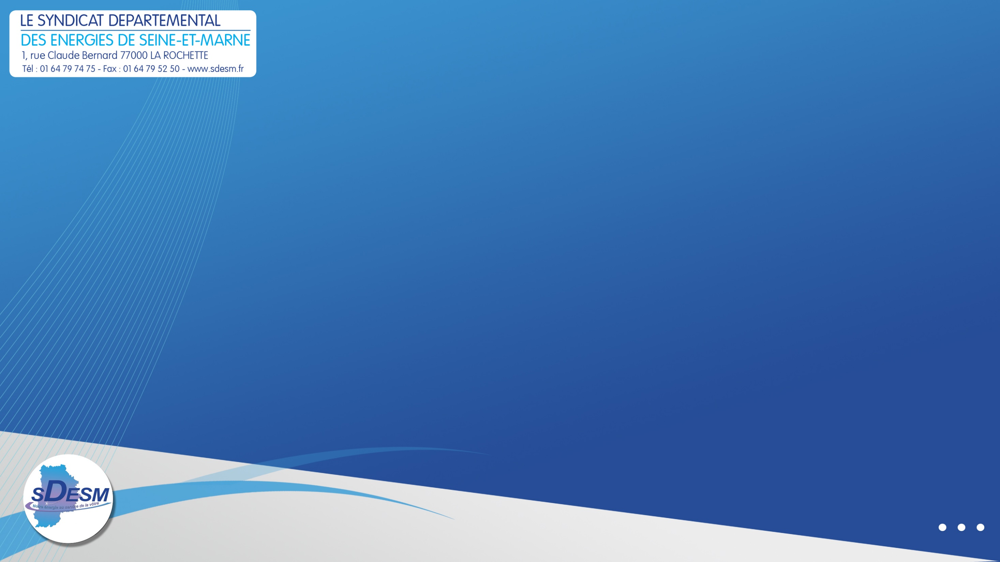 LE SYNDICAT DEPARTEMENTAL
DES ENERGIES DE SEINE-ET-MARNE
1, rue Claude Bernard 77000 LA ROCHETTE
Tél : 01 64 79 74 75 - Fax : 01 64 79 52 50 - www.sdesm.fr
SDESM
Notre énergie au service de la vôtre